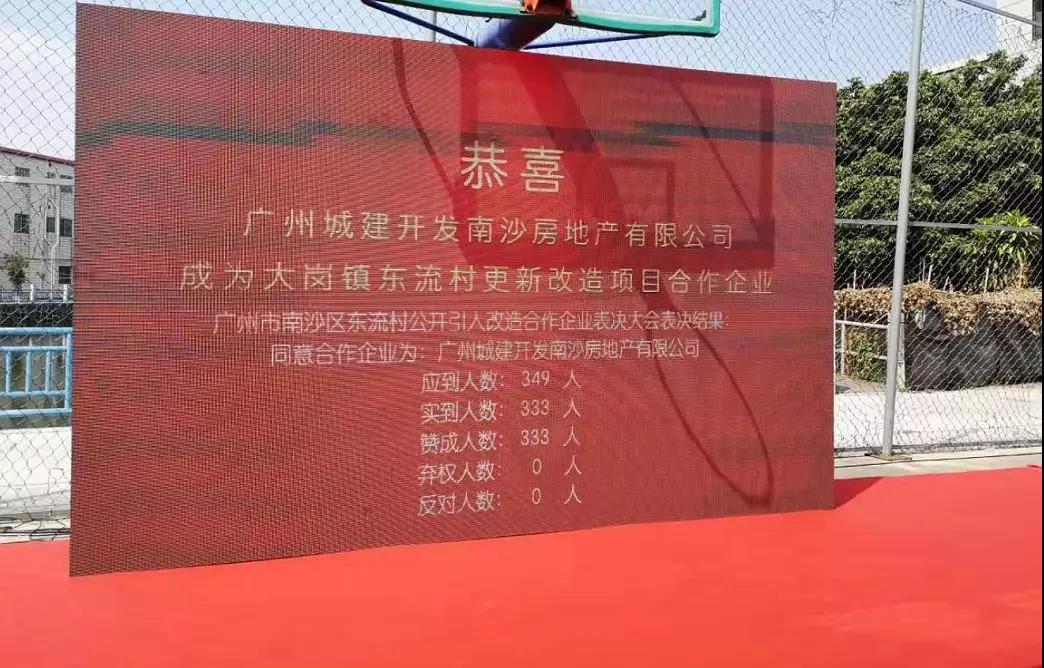 恭喜
广州城建开发南沙房地产有限公司
成为大岗镇东流村更新改造项目合作企业
广州市南沙区东流村公开引入改造合作企业表决大会表决结果:
同意合作企业为: 广州城建开发南沙房地产有限公司
应到人数: 349 人
实到人数: 333 人
赞成人数: 333 人
弃权人数: 0 人
反对人数: 0 人